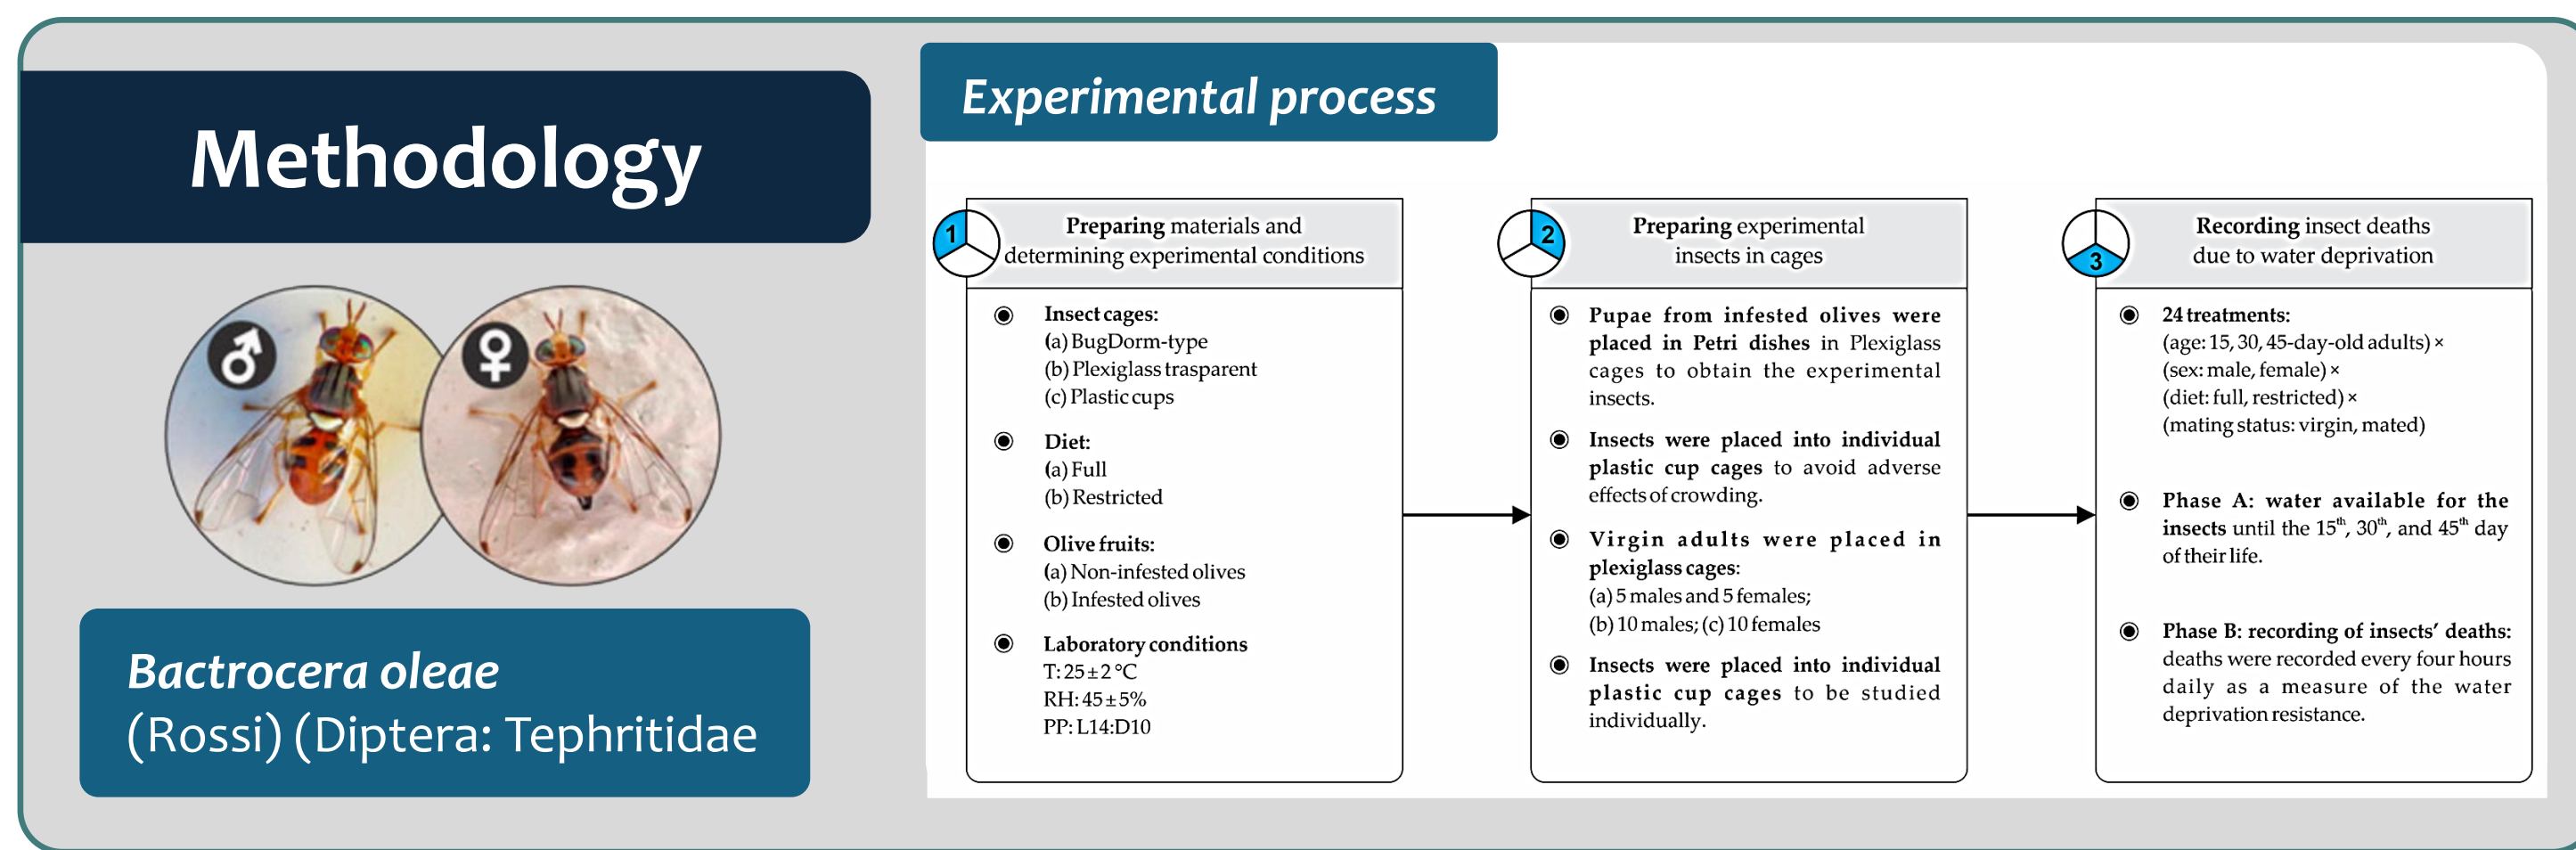 Methodology
♂
♀
Bactrocera oleae
(Rossi) (Diptera: Tephritidae
Experimental process
1
Preparing materials and
determining experimental conditions
Insect cages:
(a) BugDorm-type
(b) Plexiglass trasparent
(c) Plastic cups
Diet:
(a) Full
(b) Restricted
Olive fruits:
(a) Non-infested olives
(b) Infested olives
Laboratory conditions
T: 25 ± 2 °C
RH: 45 ± 5%
PP: L14:D10
2
Preparing experimental
insects in cages
Pupae from infested olives were
placed in Petri dishes in Plexiglass
cages to obtain the experimental
insects.
Insects were placed into individual
plastic cup cages to avoid adverse
effects of crowding.
Virgin adults were placed in
plexiglass cages:
(a) 5 males and 5 females;
(b) 10 males; (c) 10 females
Insects were placed into individual
plastic cup cages to be studied
individually.
3
Recording insect deaths
due to water deprivation
24 treatments:
(age: 15, 30, 45-day-old adults) ×
(sex: male, female) ×
(diet: full, restricted) ×
(mating status: virgin, mated)
Phase A: water available for the
insects until the 15th, 30th, and 45th day
of their life.
Phase B: recording of insects' deaths:
deaths were recorded every four hours
daily as a measure of the water
deprivation resistance.